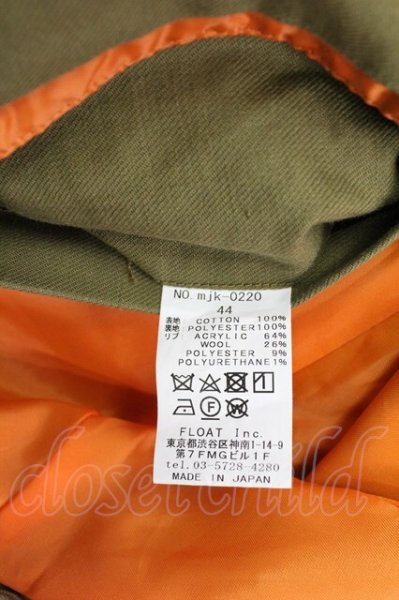 NO. mjk-0220
44
表地: COTTON 100%
裏地: POLYESTER100%
リブ: ACRYLIC 64%
WOOL 26%
POLYESTER 9%
POLYURETHANE1%
FLOAT Inc.
東京都渋谷区神南1-14-9
第7FMGビル1F
tel.03-5728-4280
MADE IN JAPAN
closet child